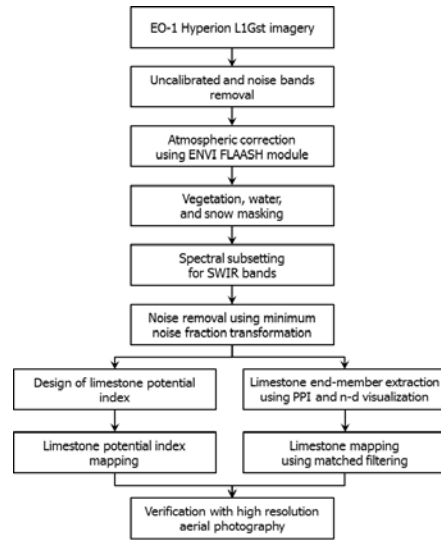 EO-1 Hyperion L1Gst imagery
Uncalibrated and noise bands
removal
Atmospheric correction
using ENVI FLAASH module
Vegetation, water,
and snow masking
Spectral subsetting
for SWIR bands
Noise removal using minimum
noise fraction transformation
Design of limestone potential
index
Limestone end-member extraction
using PPI and n-d visualization
Limestone potential index
mapping
Limestone mapping
using matched filtering
Verification with high resolution
aerial photography